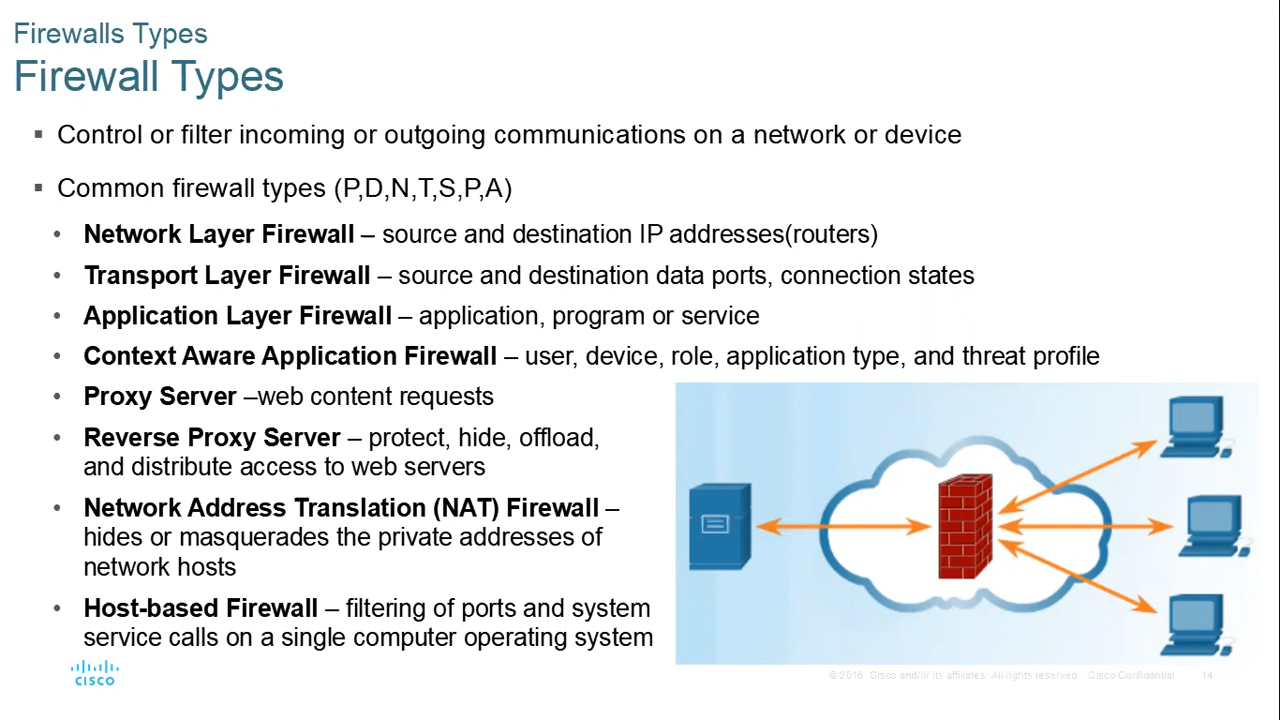 Firewalls Types
Firewall Types
▪ Control or filter incoming or outgoing communications on a network or device
▪ Common firewall types (P,D,N,T,S,P,A)
• Network Layer Firewall – source and destination IP addresses(routers)
• Transport Layer Firewall – source and destination data ports, connection states
• Application Layer Firewall – application, program or service
• Context Aware Application Firewall – user, device, role, application type, and threat profile
• Proxy Server –web content requests
• Reverse Proxy Server – protect, hide, offload,
and distribute access to web servers
• Network Address Translation (NAT) Firewall –
hides or masquerades the private addresses of
network hosts
• Host-based Firewall – filtering of ports and system
service calls on a single computer operating system
CISCO
© 2016 Cisco and/or its affiliates. All rights reserved. Cisco Confidential 14